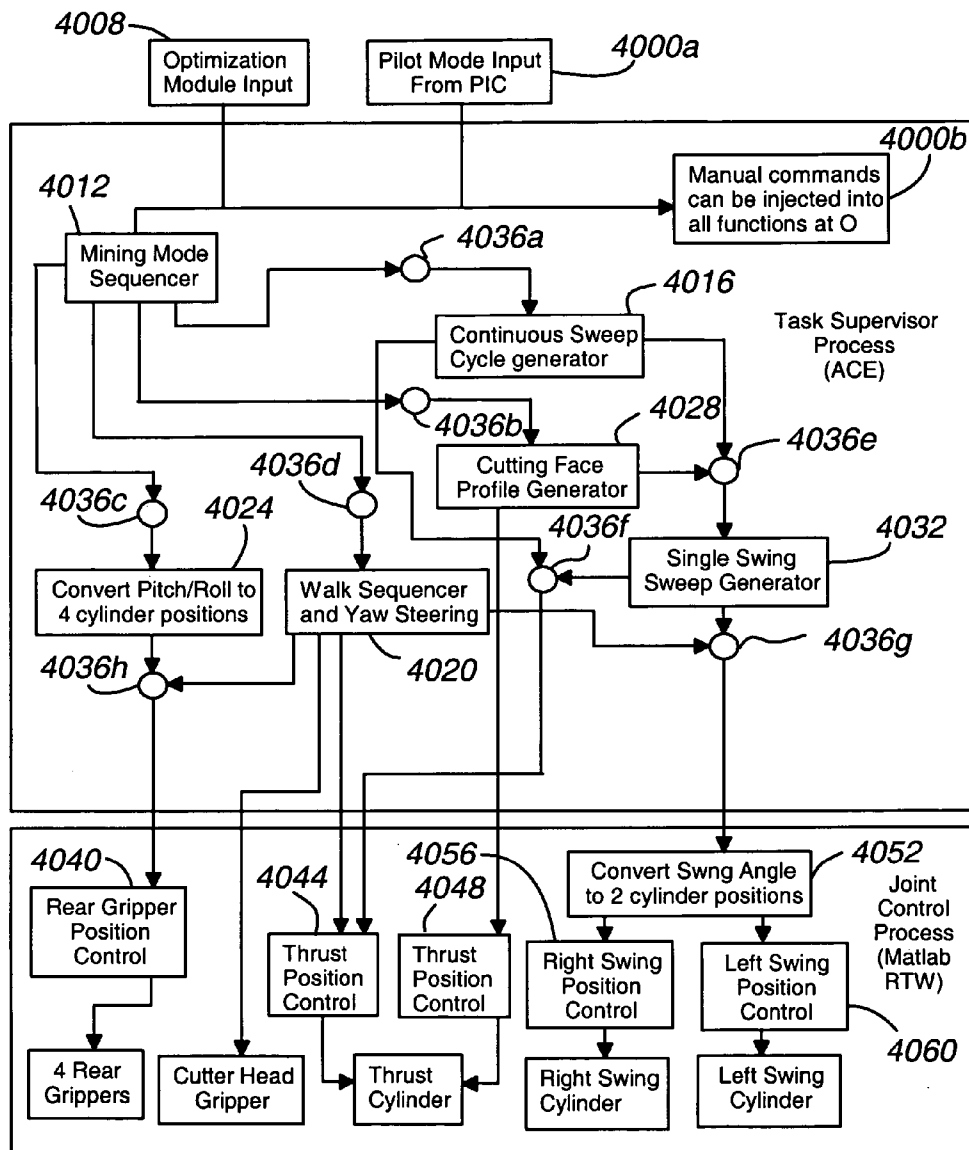 4008
Optimization
Module Input
Pilot Mode Input
From PIC
4000a
4000b
Manual commands
can be injected into
all functions at O
4012
Mining Mode
Sequencer
4036a
4016
Continuous Sweep
Cycle generator
Task Supervisor
Process
(ACE)
4036b
4028
Cutting Face
Profile Generator
4036e
4036d
4036c
4024
4036f
4032
Single Swing
Sweep Generator
Convert Pitch/Roll to
4 cylinder positions
Walk Sequencer
and Yaw Steering
4036g
4036h
4020
4040
Rear Gripper
Position
Control
4044
Thrust
Position
Control
4048
Thrust
Position
Control
4056
Convert Swng Angle
to 2 cylinder positions
4052
Joint
Control
Process
(Matlab
RTW)
Right Swing
Position
Control
Left Swing
Position
Control
4060
4 Rear
Grippers
Cutter Head
Gripper
Thrust
Cylinder
Right Swing
Cylinder
Left Swing
Cylinder